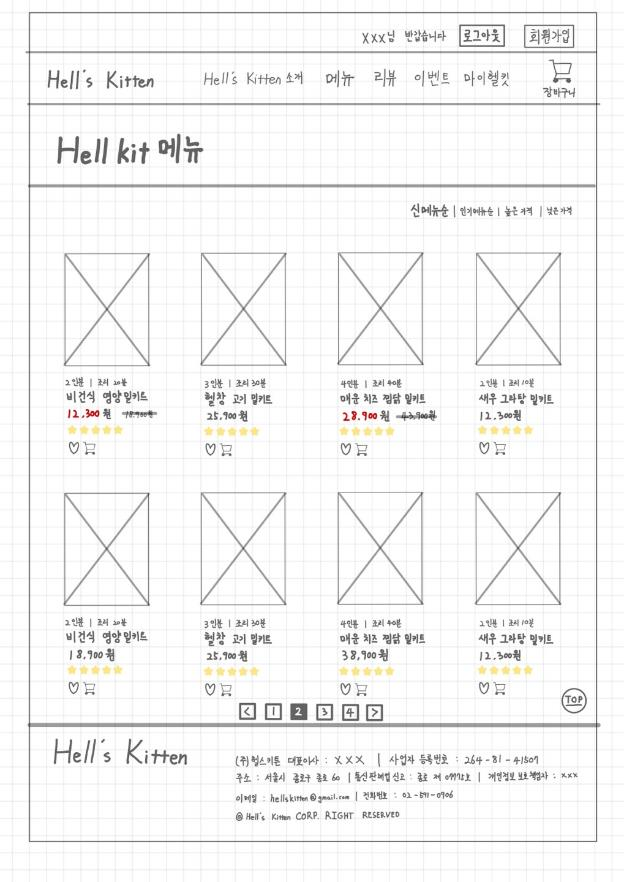 XXX님 반갑습니다 로그아웃 회원가입
Hell's Kitten Hell's Kitten 소개 메뉴 리뷰 이벤트 마이헬킷
장바구니
Hell kit 메뉴
신메뉴순 | 인기메뉴순 | 높은가격 | 낮은가격
2인분 | 조리 20분
비건식 영양밀키트
12,300원 18,900원
3인분 | 조리 30분
헬창 고기 밀키트
25,900원
4인분 | 조리 40분
매운 치즈 찜닭 밀키트
28,900원 43,900원
2인분 | 조리 10분
새우 그라탕 밀키트
12,300원
2인분 | 조리 20분
비건식 영양밀키트
18,900원
3인분 | 조리 30분
헬창 고기 밀키트
25,900원
4인분 | 조리 40분
매운 치즈 찜닭 밀키트
38,900원
2인분 | 조리 10분
새우 그라탕 밀키트
12,300원
< 1 2 3 4 >
TOP
Hell's Kitten
(주)헬스키튼 대표이사 : XXX | 사업자 등록번호 : 264-81-41507
주소 : 서울시 종로구 종로 60 | 통신판매업신고 : 종로 제 호 | 개인정보 보호책임자 : xxx
이메일 : hellskitten@gmail.com | 전화번호 : 02-571-0906
@ Hell's Kitten CORP. RIGHT RESERVED